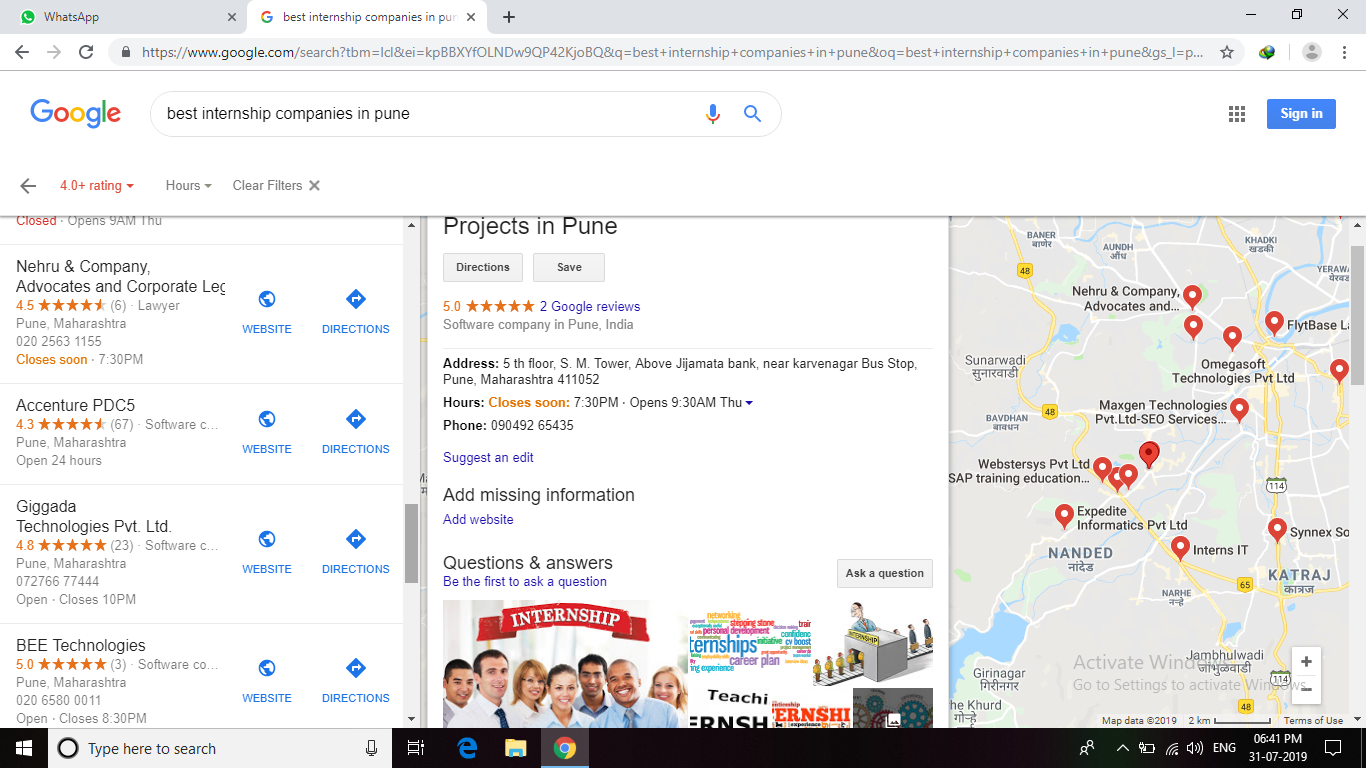 WhatsApp
best internship companies in pun
https://www.google.com/search?tbm=lcl&ei=kpBBXYfOLNDw9QP42KjoBQ&q=best+internship+companies+in+pune&oq=best+internship+companies+in+pune&gs_l=p...
Google
best internship companies in pune
Sign in
4.0+ rating
Hours
Clear Filters
Closed · Opens 9AM Thu
Nehru & Company,
Advocates and Corporate Leg
4.5 (6) · Lawyer
Pune, Maharashtra
020 2563 1155
Closes soon · 7:30PM
WEBSITE
DIRECTIONS
Accenture PDC5
4.3 (67) · Software c...
Pune, Maharashtra
Open 24 hours
WEBSITE
DIRECTIONS
Giggada
Technologies Pvt. Ltd.
4.8 (23) · Software c...
Pune, Maharashtra
072766 77444
Open · Closes 10PM
WEBSITE
DIRECTIONS
BEE Technologies
5.0 (3) · Software co...
Pune, Maharashtra
020 6580 0011
Open · Closes 8:30PM
WEBSITE
DIRECTIONS
Projects in Pune
Directions
Save
5.0 2 Google reviews
Software company in Pune, India
Address: 5 th floor, S. M. Tower, Above Jijamata bank, near karvenagar Bus Stop,
Pune, Maharashtra 411052
Hours: Closes soon: 7:30PM · Opens 9:30AM Thu
Phone: 090492 65435
Suggest an edit
Add missing information
Add website
Questions & answers
Be the first to ask a question
Ask a question
INTERNSHIP
networking
stepping stone
personal development
initiative
career plan
INTERNSHIP
Teachi
ERNSH
ERNSHI
BANER
बाणेर
AUNDH
औंध
KHADKI
खडकी
YERAW
48
Nehru & Company,
Advocates and...
FlytBase La
Sunarwadi
सुनारवाडी
Omegasoft
Technologies Pvt Ltd
48
BAVDHAN
बावधन
Maxgen Technologies
Pvt.Ltd-SEO Services...
Webstersys Pvt Ltd
SAP training education...
114
Expedite
Informatics Pvt Ltd
Synnex So
Interns IT
NANDED
नांदेड
65
KATRAJ
कात्रज
NARHE
नऱ्हे
Jambhulwadi
जांभुळवाडी
Girinagar
गिरीनगर
114
he Khurd
गोऱ्हे
48
Activate Windows
Go to Settings to activate Windows.
Map data ©2019
2 km
Terms of Use
Type here to search
ENG
06:41 PM
31-07-2019